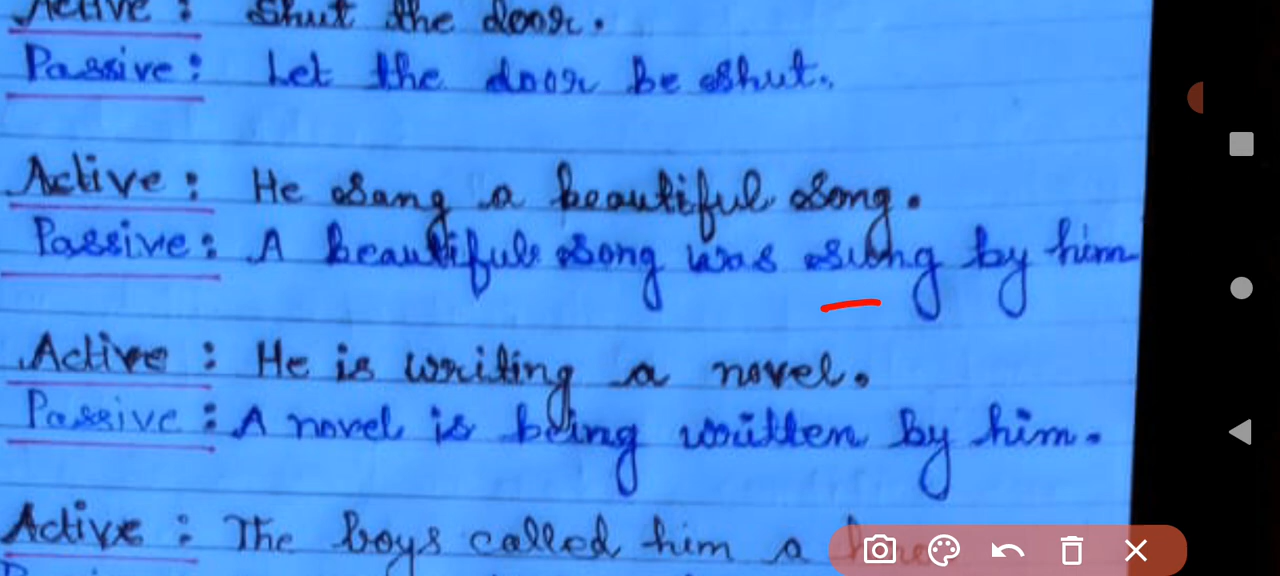 Active : Shut the door.
Passive : Let the door be shut.
Active : He sang a beautiful song.
Passive : A beautiful song was sung by him
Active : He is writing a novel.
Passive : A novel is being written by him.
Active : The boys called him a